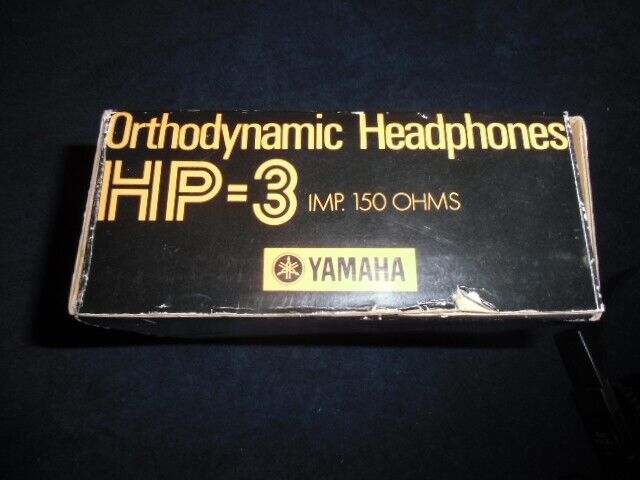 Orthodynamic Headphones
HP-3 IMP. 150 OHMS
YAMAHA